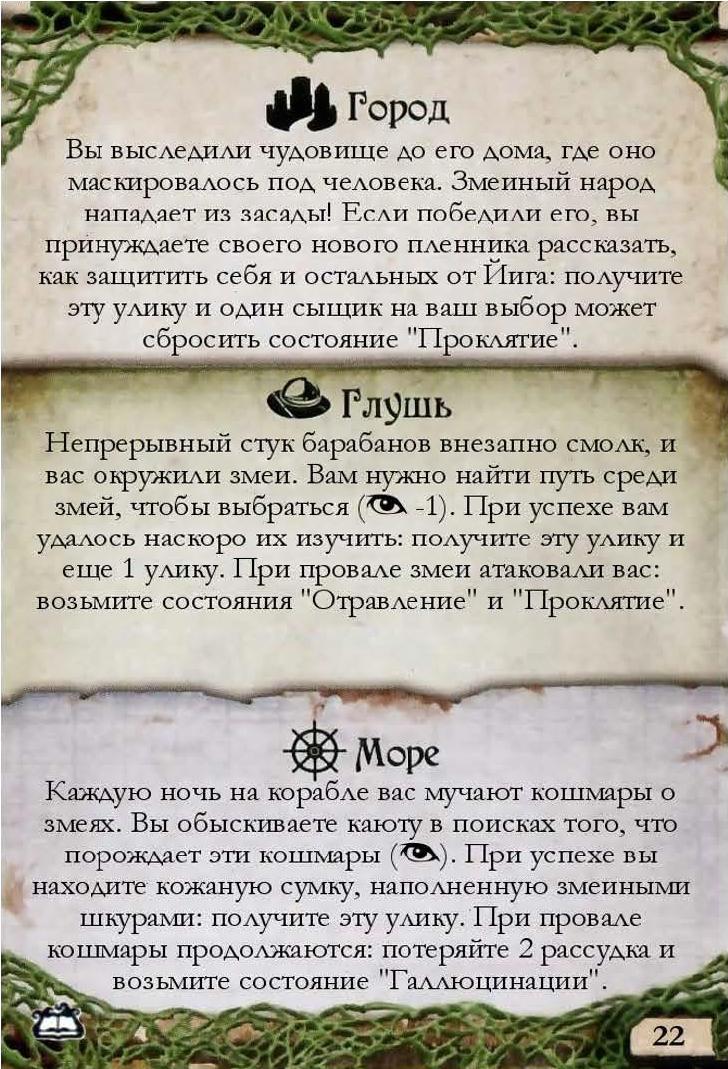 Город
Вы выследили чудовище до его дома, где оно
маскировалось под человека. Змеиный народ
нападает из засады! Если победили его, вы
принуждаете своего нового пленника рассказать,
как защитить себя и остальных от Йига: получите
эту улику и один сыщик на ваш выбор может
сбросить состояние "Проклятие".
Глушь
Непрерывный стук барабанов внезапно смолк, и
вас окружили змеи. Вам нужно найти путь среди
змей, чтобы выбраться ( -1). При успехе вам
удалось наскоро их изучить: получите эту улику и
еще 1 улику. При провале змеи атаковали вас:
возьмите состояния "Отравление" и "Проклятие".
Море
Каждую ночь на корабле вас мучают кошмары о
змеях. Вы обыскиваете каюту в поисках того, что
порождает эти кошмары ( ). При успехе вы
находите кожаную сумку, наполненную змеиными
шкурами: получите эту улику. При провале
кошмары продолжаются: потеряйте 2 рассудка и
возьмите состояние "Галлюцинации".
22